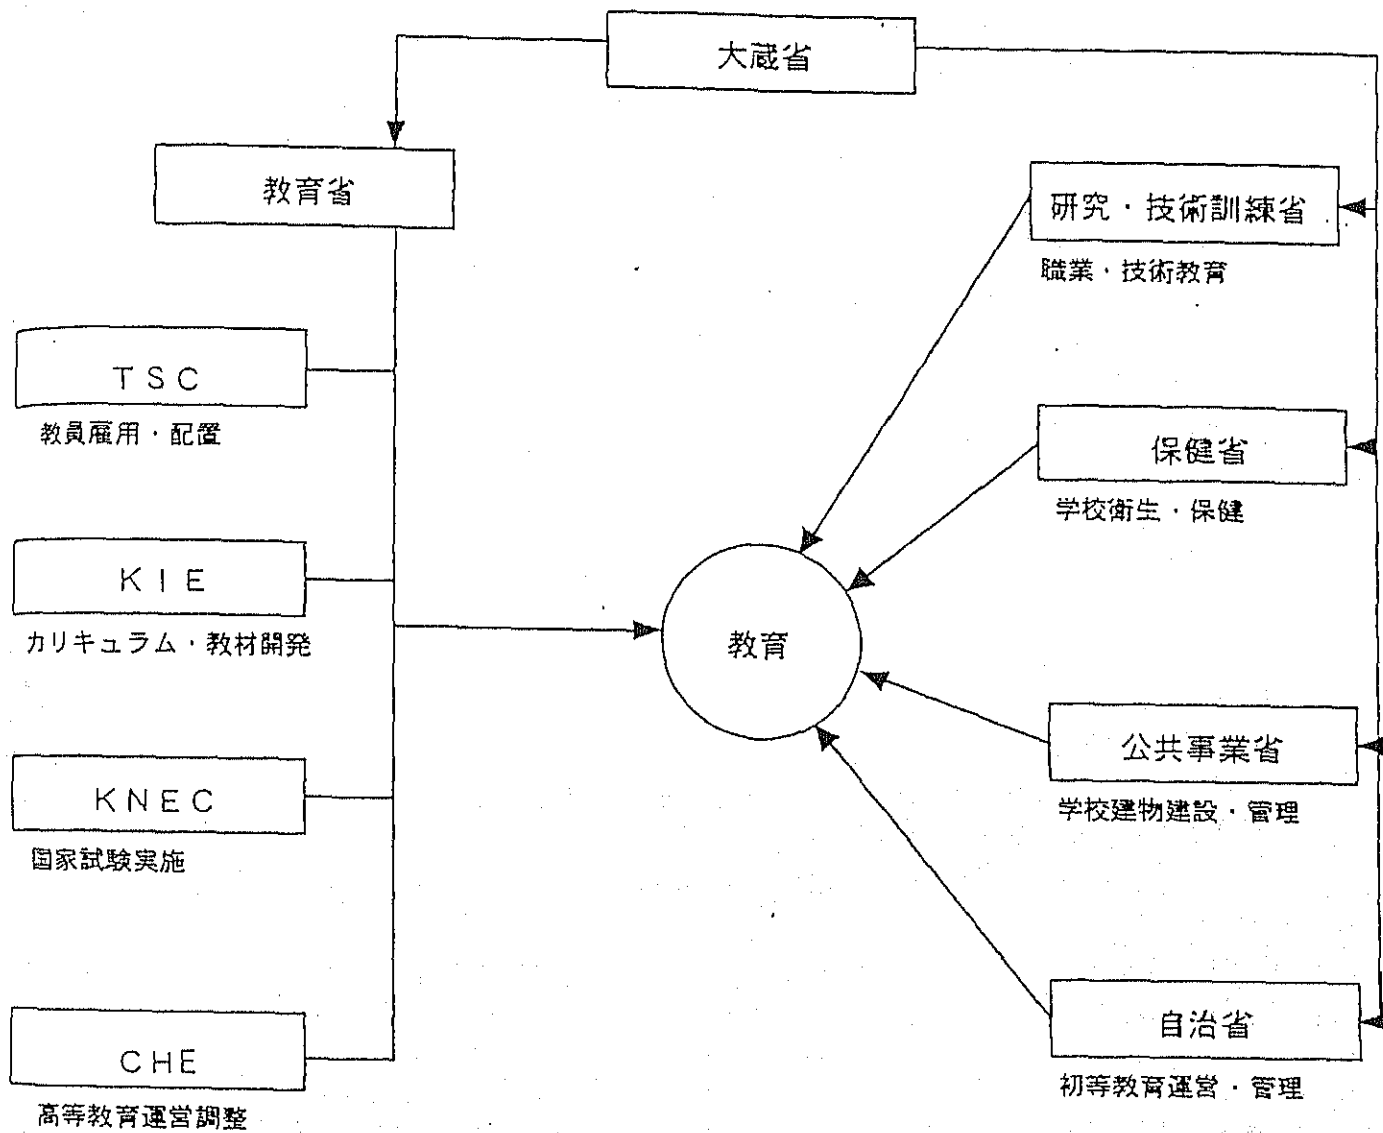 大蔵省
教育省
研究・技術訓練省
職業・技術教育
TSC
教員雇用・配置
保健省
学校衛生・保健
KIE
カリキュラム・教材開発
教育
公共事業省
学校建物建設・管理
KNEC
国家試験実施
自治省
初等教育運営・管理
CHE
高等教育運営調整